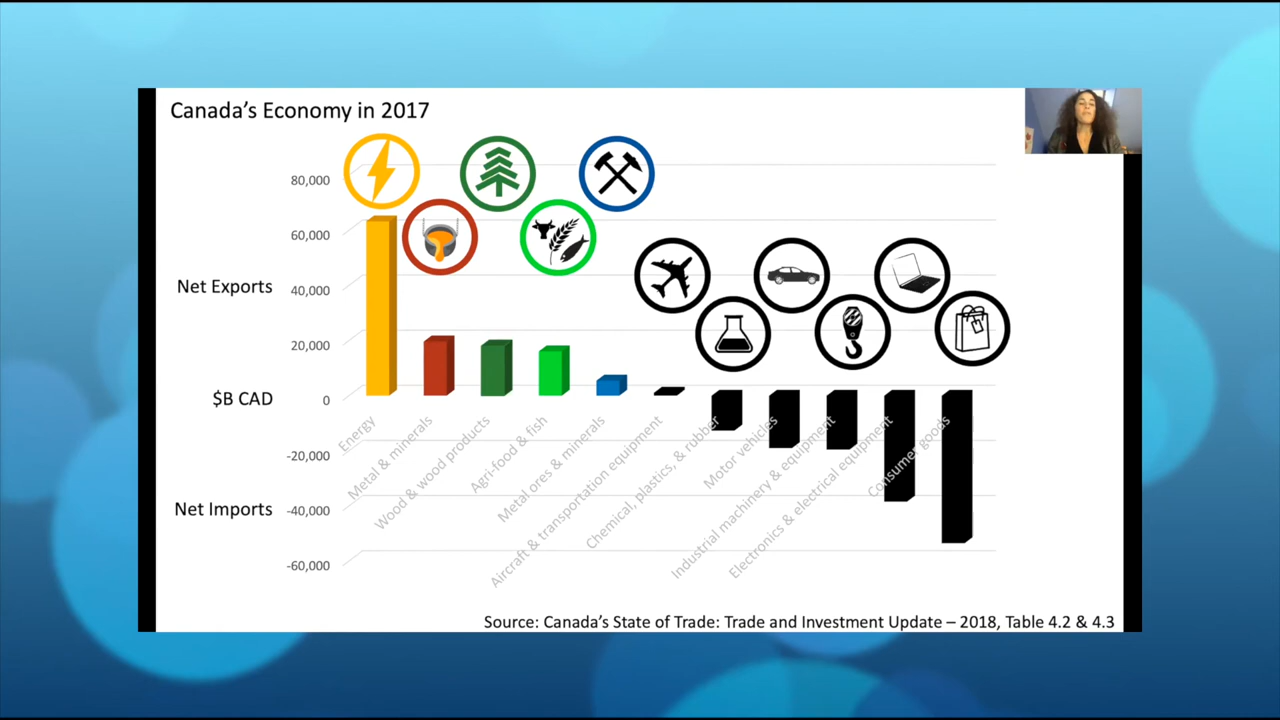 Canada's Economy in 2017
80,000
60,000
Net Exports
40,000
20,000
$B CAD
0
-20,000
Net Imports
-40,000
-60,000
Energy
Metal & minerals
Wood & wood products
Agri-food & fish
Metal ores & minerals
Aircraft & transportation equipment
Chemical, plastics, & rubber
Motor vehicles
Industrial machinery & equipment
Electronics & electrical equipment
Consumer goods
Source: Canada's State of Trade: Trade and Investment Update – 2018, Table 4.2 & 4.3